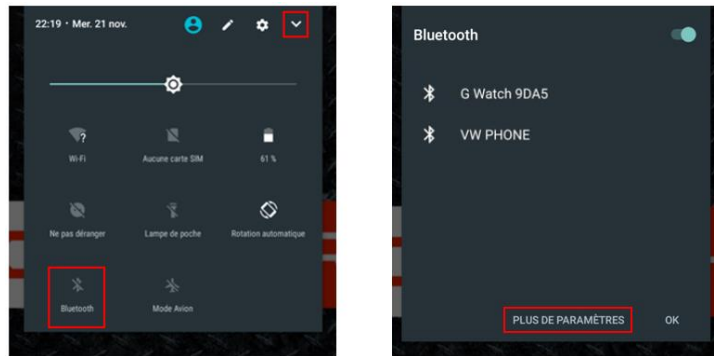 22:19 · Mer. 21 nov.
?
Wi-Fi
Aucune carte SIM
61 %
Ne pas déranger
Lampe de poche
Rotation automatique
Bluetooth
Mode Avion
Bluetooth
G Watch 9DA5
VW PHONE
PLUS DE PARAMÈTRES
OK